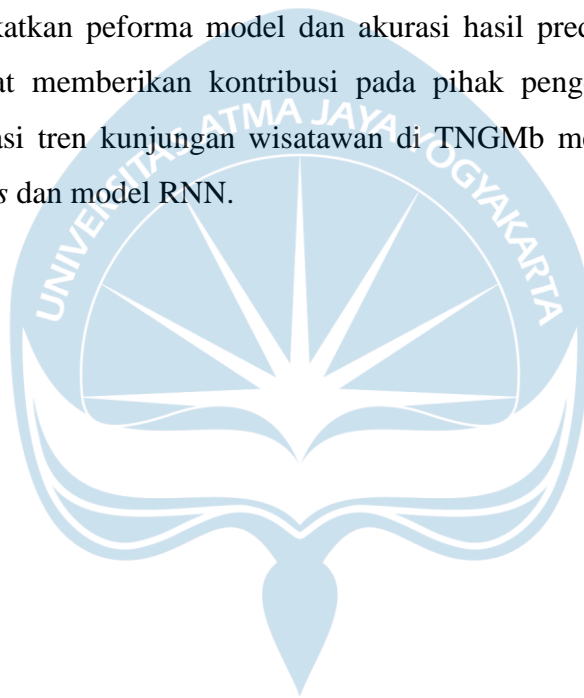 katkan peforma model dan akurasi hasil pred
at memberikan kontribusi pada pihak peng
asi tren kunjungan wisatawan di TNGMb me
s dan model RNN.
UNIVERSITAS ATMA JAYA YOGYAKARTA